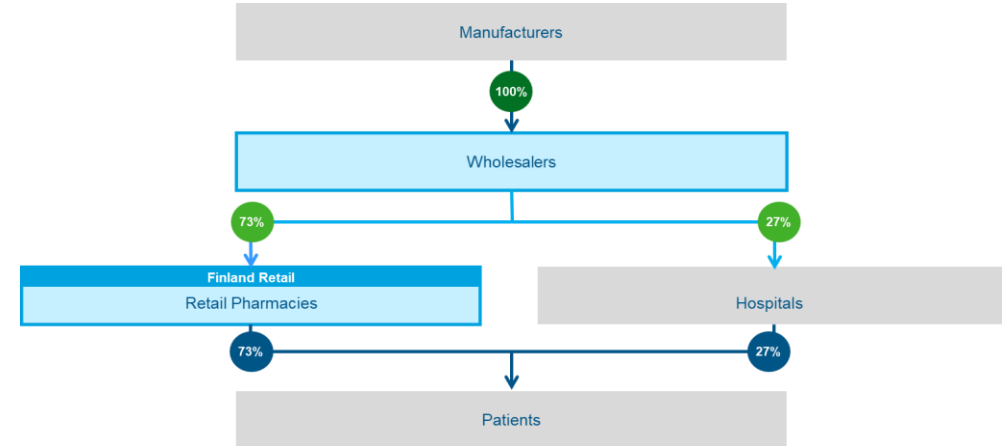 Manufacturers
100%
Wholesalers
73%
27%
Finland Retail
Retail Pharmacies
Hospitals
73%
27%
Patients